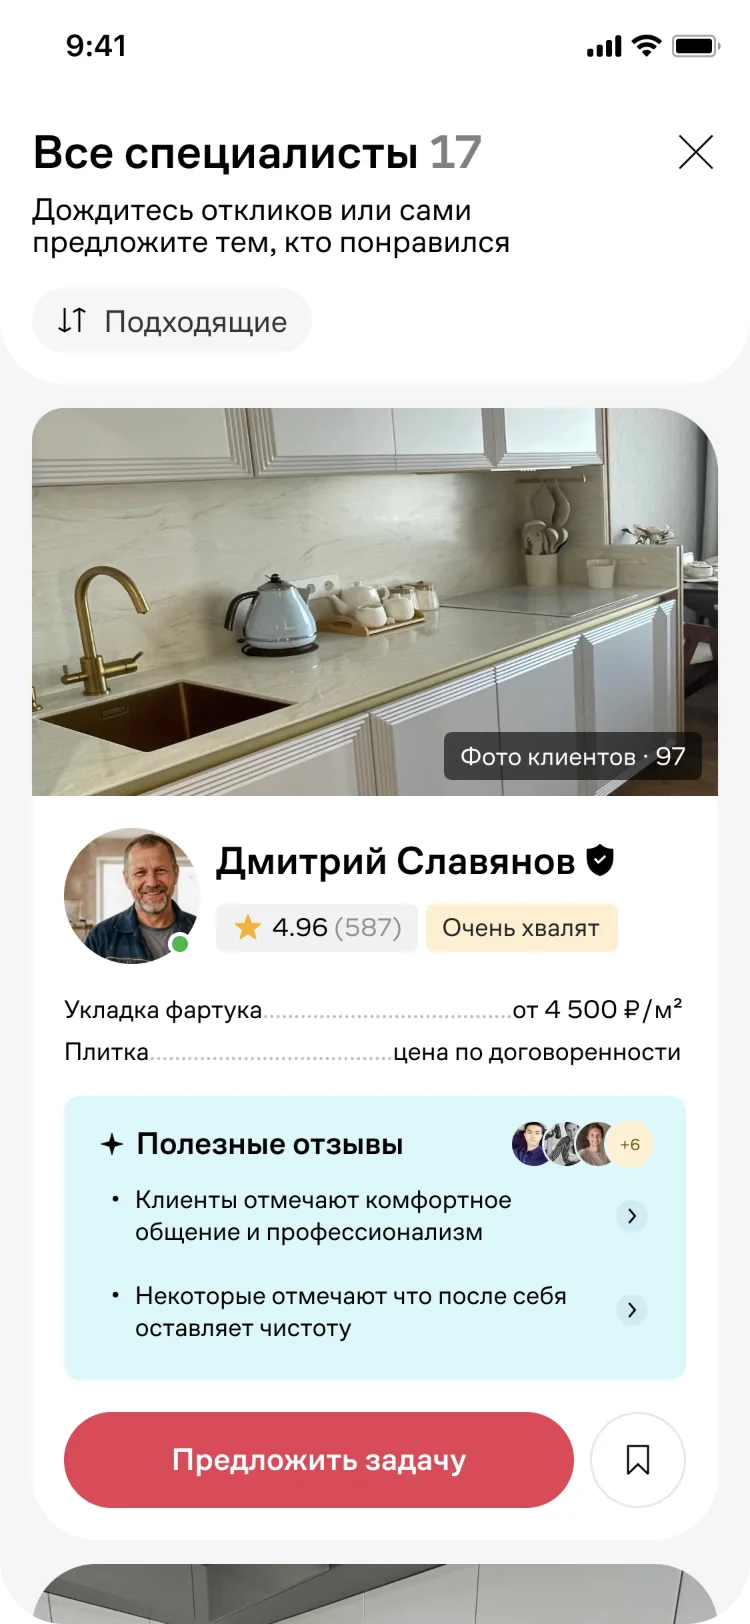 9:41
Все специалисты 17
Дождитесь откликов или сами
предложите тем, кто понравился
Подходящие
Фото клиентов · 97
Дмитрий Славянов
4.96 (587) Очень хвалят
Укладка фартука........................................от 4 500 ₽/м²
Плитка.......................................цена по договоренности
Полезные отзывы +6
• Клиенты отмечают комфортное
общение и профессионализм
• Некоторые отмечают что после себя
оставляет чистоту
Предложить задачу